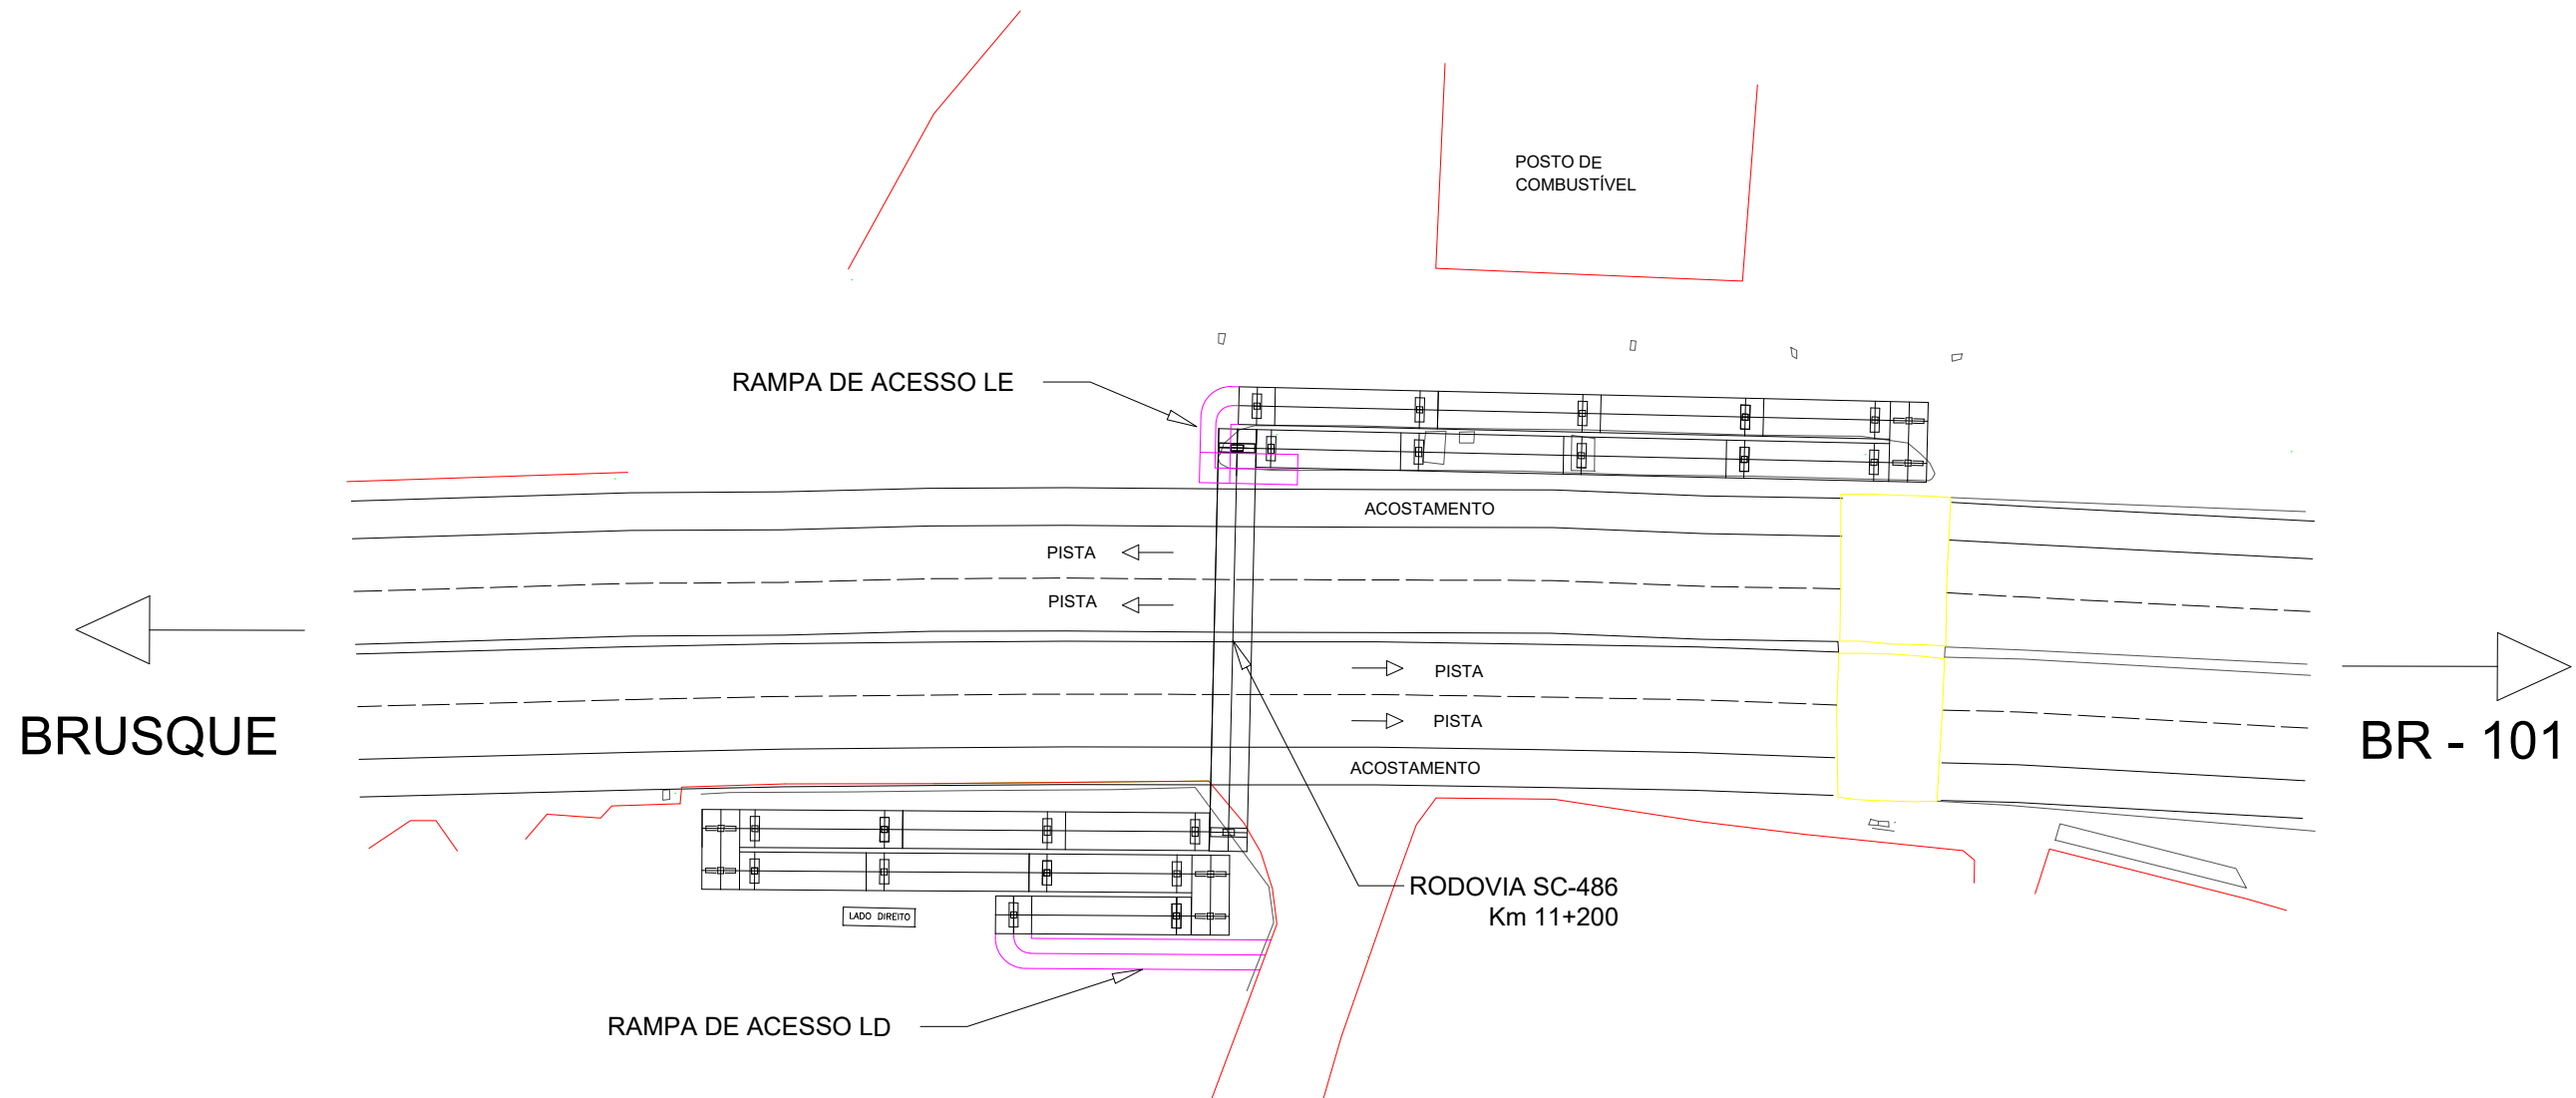 POSTO DE
COMBUSTÍVEL
RAMPA DE ACESSO LE
ACOSTAMENTO
PISTA
PISTA
PISTA
PISTA
BRUSQUE
BR - 101
ACOSTAMENTO
RODOVIA SC-486
Km 11+200
LADO DIREITO
RAMPA DE ACESSO LD